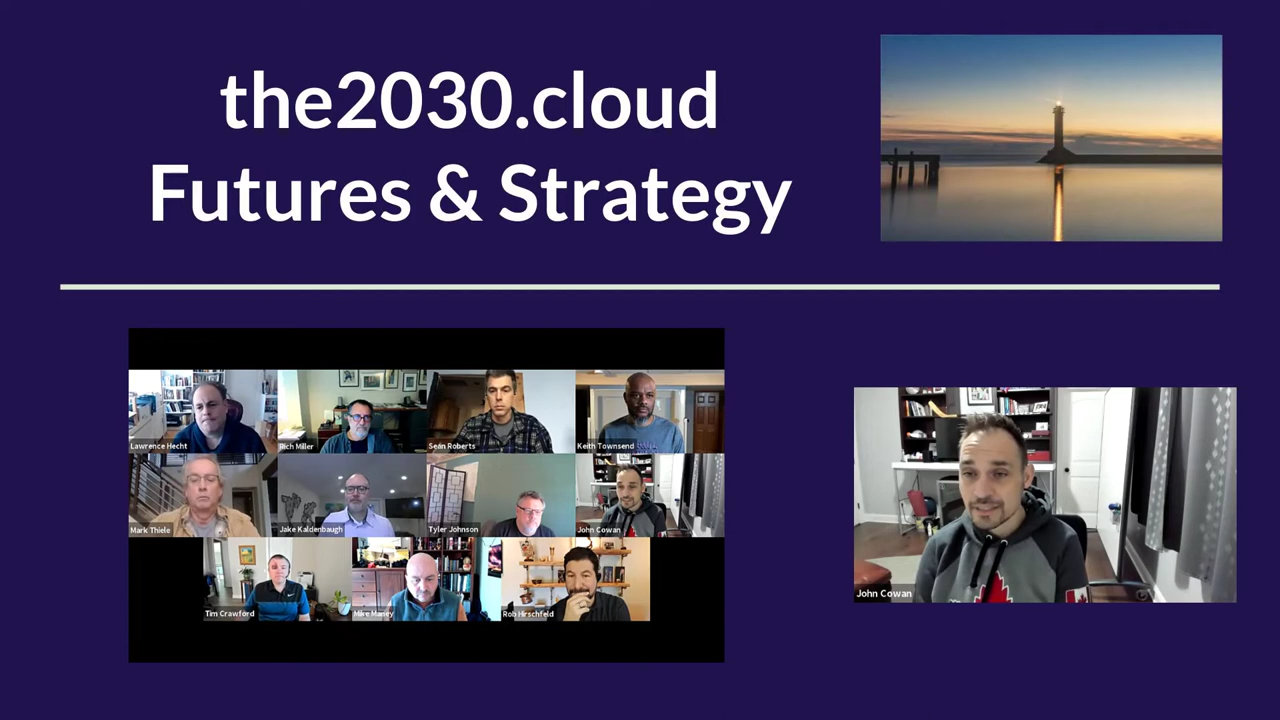 the2030.cloud
Futures & Strategy
Lawrence Hecht
Rich Miller
Seán Roberts
Keith Townsend
Mark Thiele
Jake Kaldenbaugh
Tyler Johnson
John Cowan
Tim Crawford
Mike Maney
Rob Hirschfeld
John Cowan